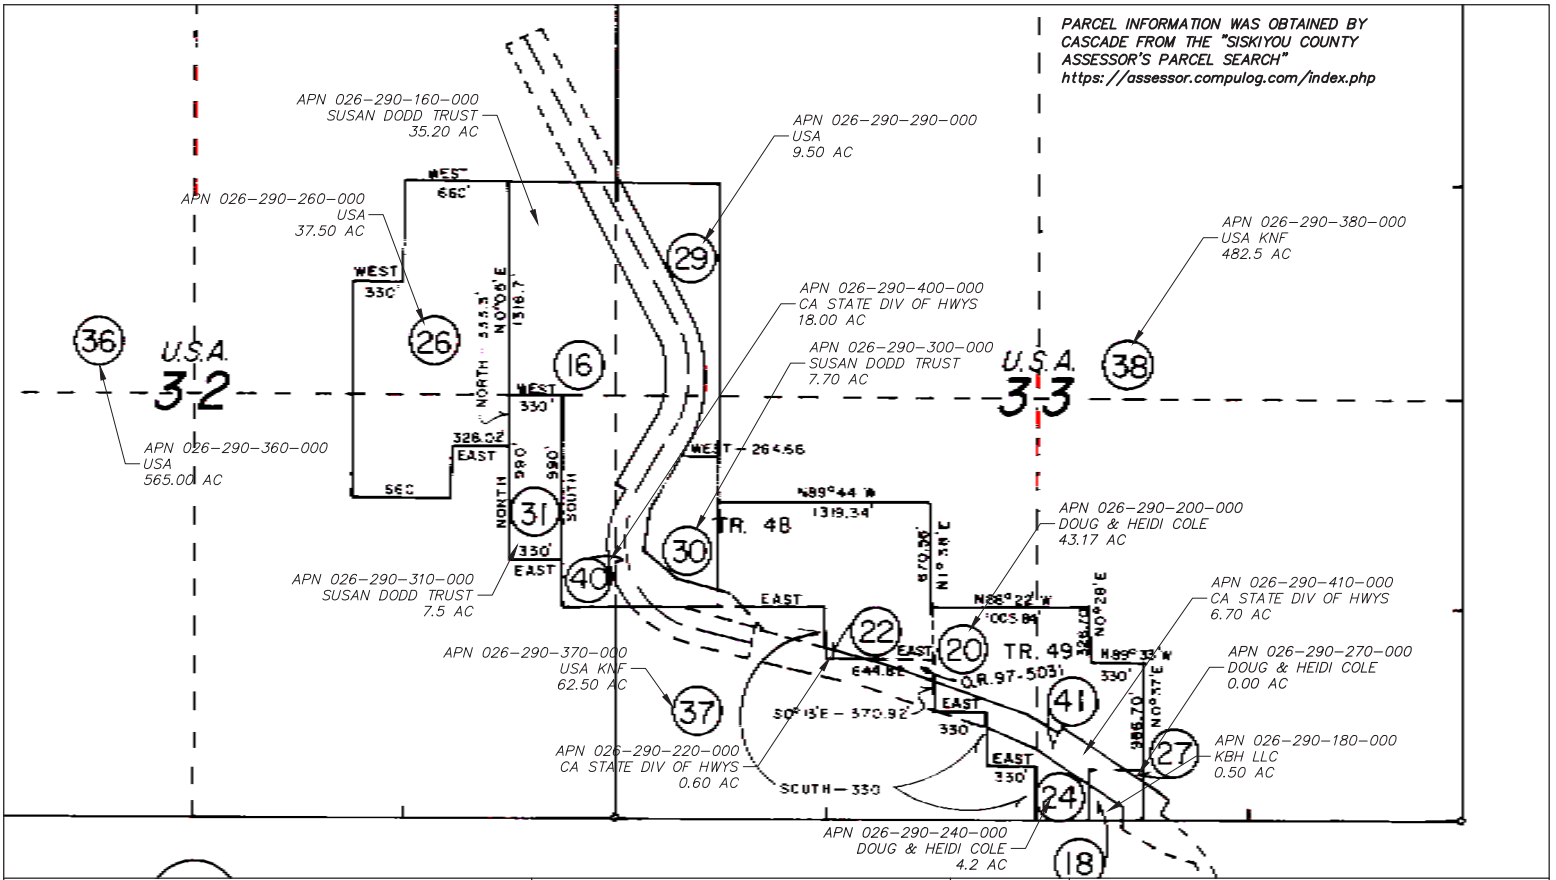 PARCEL INFORMATION WAS OBTAINED BY
CASCADE FROM THE "SISKIYOU COUNTY
ASSESSOR'S PARCEL SEARCH"
https://assessor.compulog.com/index.php
APN 026-290-160-000
SUSAN DODD TRUST
35.20 AC
APN 026-290-290-000
USA
9.50 AC
WEST
660'
APN 026-290-260-000
USA
37.50 AC
APN 026-290-380-000
USA KNF
482.5 AC
29
WEST
330'
NORTH
N0°06'E
1316.7'
APN 026-290-400-000
CA STATE DIV OF HWYS
18.00 AC
36
U.S.A.
32
26
16
APN 026-290-300-000
SUSAN DODD TRUST
7.70 AC
U.S.A.
33
38
WEST
330'
APN 026-290-360-000
USA
565.00 AC
328.02'
EAST
990'
990'
WEST - 264.66
NORTH
SOUTH
31
N89°44'W
1319.34'
TR. 48
APN 026-290-200-000
DOUG & HEIDI COLE
43.17 AC
330'
EAST
30
N1°38'E
40
APN 026-290-310-000
SUSAN DODD TRUST
7.5 AC
APN 026-290-410-000
CA STATE DIV OF HWYS
6.70 AC
EAST
N88°22'W
N0°28'E
22
EAST
644.82
20
TR. 49
O.R.97-5031
N89°33'W
330'
APN 026-290-270-000
DOUG & HEIDI COLE
0.00 AC
APN 026-290-370-000
USA KNF
62.50 AC
37
S0°13'E - 370.92'
EAST
330'
41
N0°37'E
986.70'
APN 026-290-220-000
CA STATE DIV OF HWYS
0.60 AC
27
APN 026-290-180-000
KBH LLC
0.50 AC
EAST
330'
SOUTH - 330
24
APN 026-290-240-000
DOUG & HEIDI COLE
4.2 AC
18